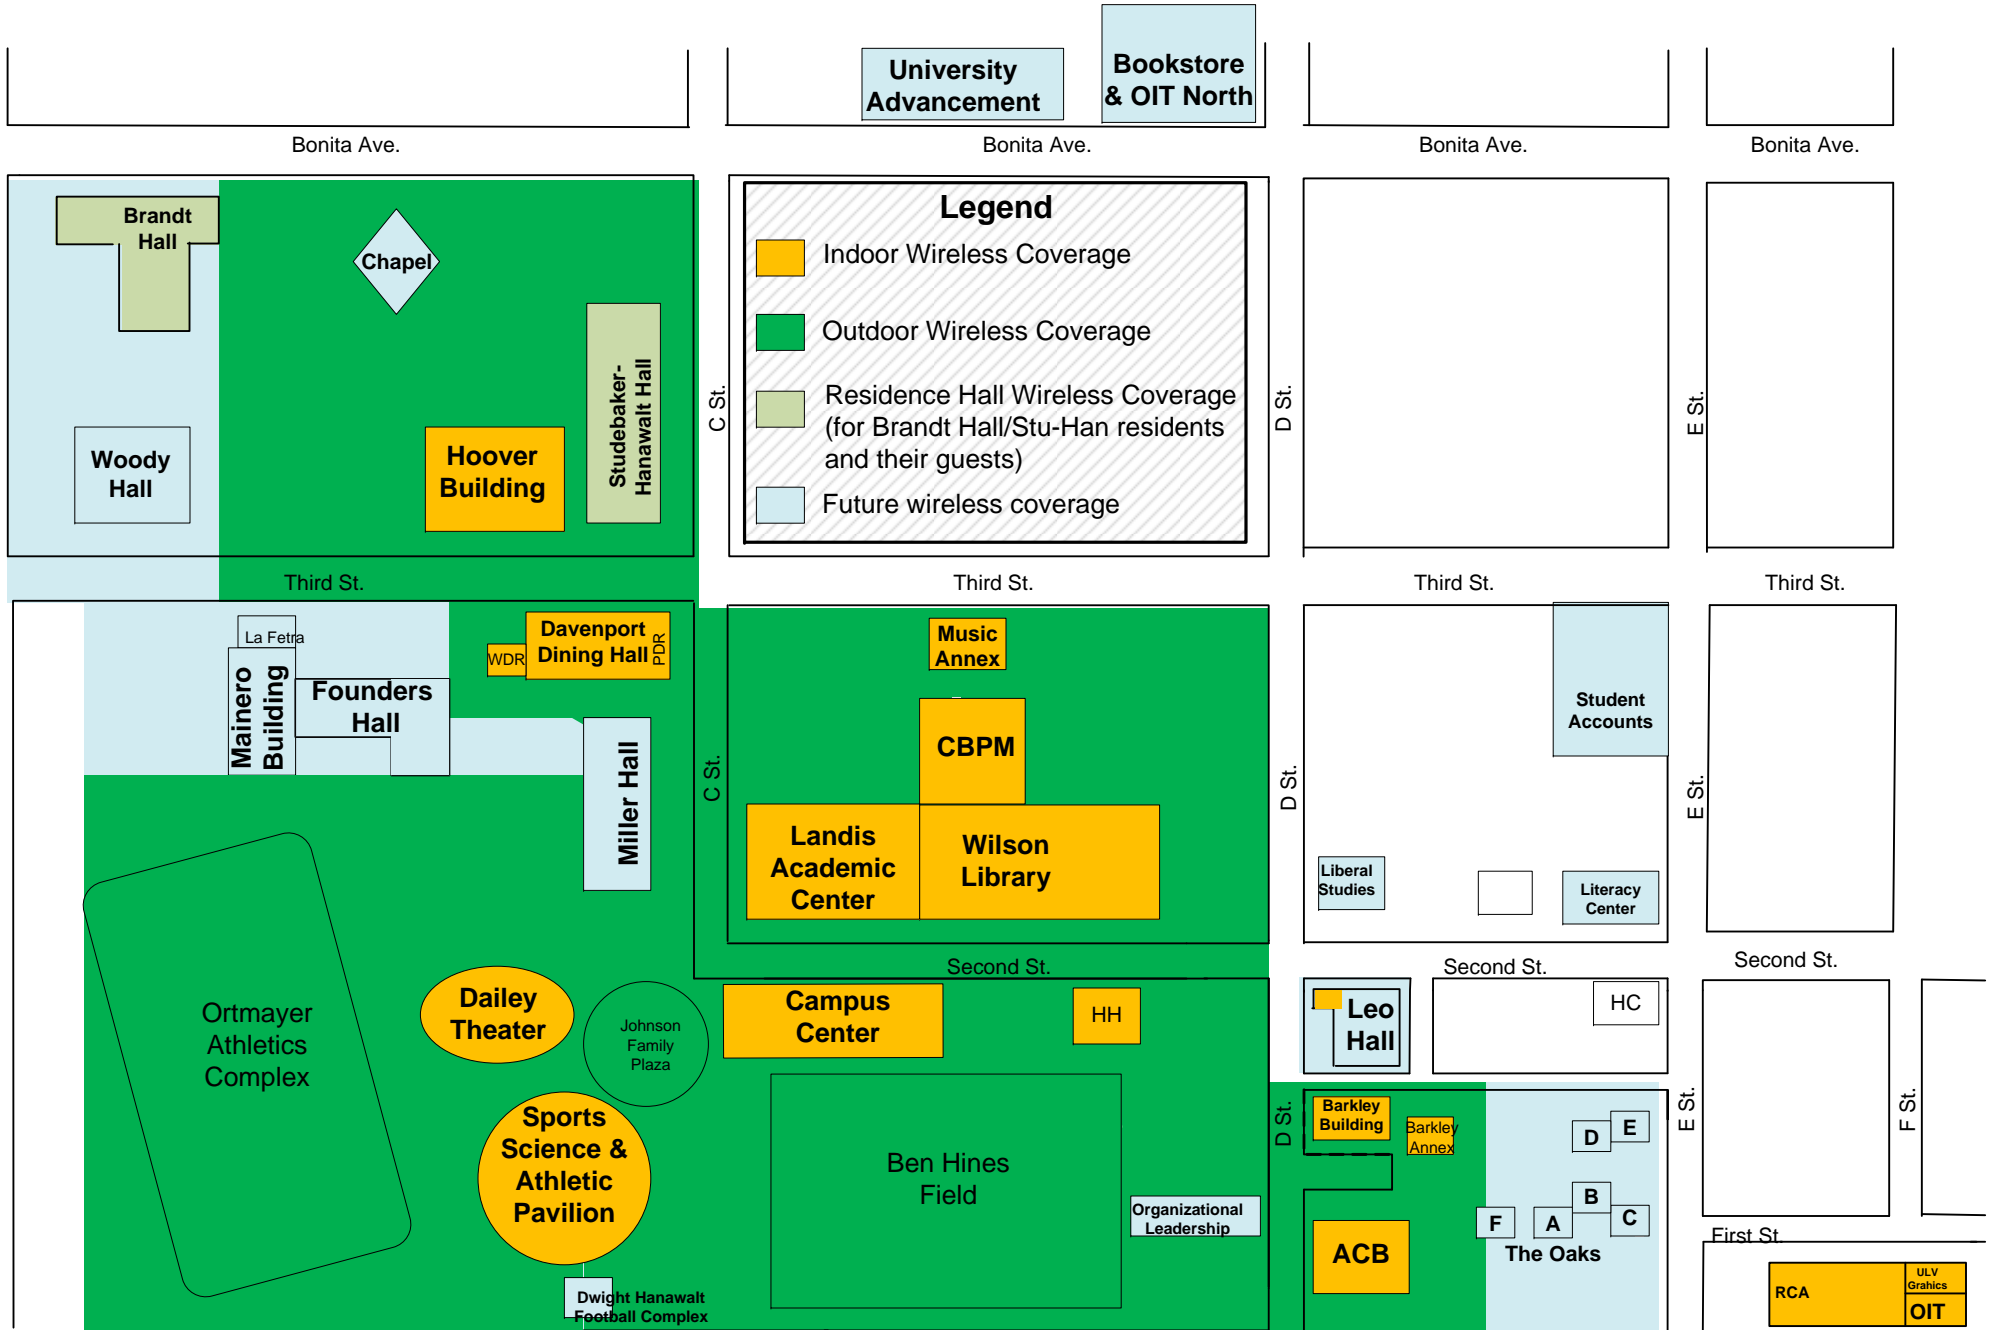 University
Advancement
Bookstore
& OIT North
Bonita Ave.
Bonita Ave.
Bonita Ave.
Bonita Ave.
Brandt
Hall
Chapel
Studebaker-
Hanawalt Hall
Woody
Hall
Hoover
Building
C St.
Legend
Indoor Wireless Coverage
Outdoor Wireless Coverage
Residence Hall Wireless Coverage
(for Brandt Hall/Stu-Han residents
and their guests)
Future wireless coverage
D St.
E St.
Third St.
Third St.
Third St.
Third St.
La Fetra
Mainero
Building
Founders
Hall
WDR
Davenport
Dining Hall
PDR
Miller Hall
C St.
Music
Annex
CBPM
Landis
Academic
Center
Wilson
Library
D St.
Student
Accounts
Liberal
Studies
Literacy
Center
E St.
Second St.
Second St.
Second St.
Ortmayer
Athletics
Complex
Dailey
Theater
Johnson
Family
Plaza
Campus
Center
HH
Leo
Hall
HC
Sports
Science &
Athletic
Pavilion
Ben Hines
Field
Organizational
Leadership
D St.
Barkley
Building
Barkley
Annex
ACB
D
E
B
F
A
C
The Oaks
E St.
F St.
First St.
Dwight Hanawalt
Football Complex
RCA
ULV
Grahics
OIT